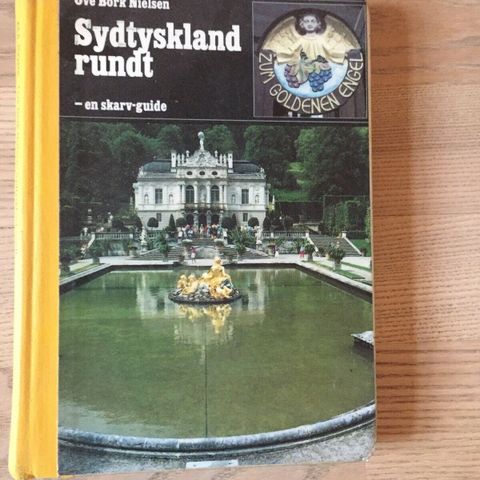 Ove Bork Nielsen
Sydtyskland
rundt
– en skarv-guide
ZUM GOLDENEN ENGEL